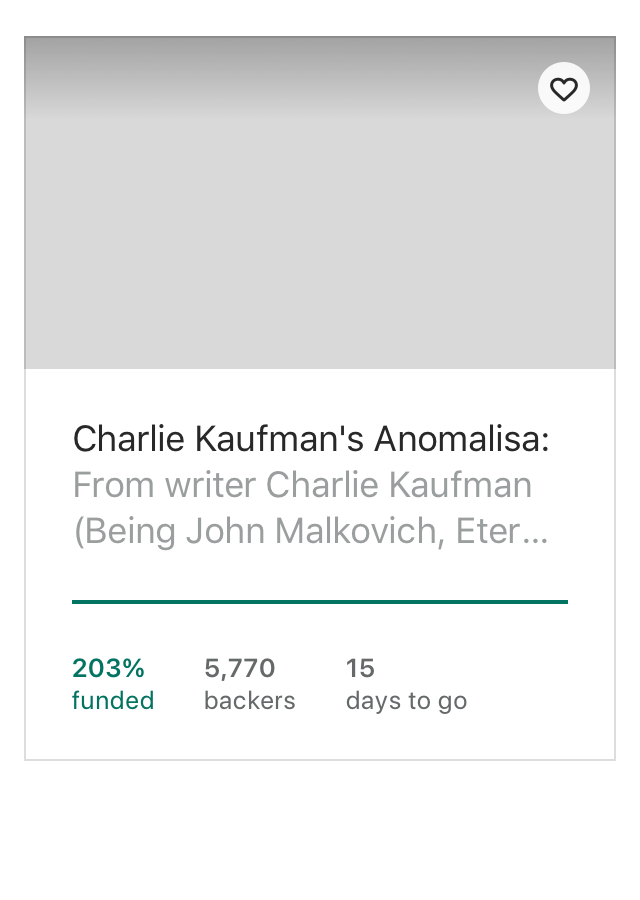 Charlie Kaufman's Anomalisa:
From writer Charlie Kaufman
(Being John Malkovich, Eter...
203% 5,770 15
funded backers days to go